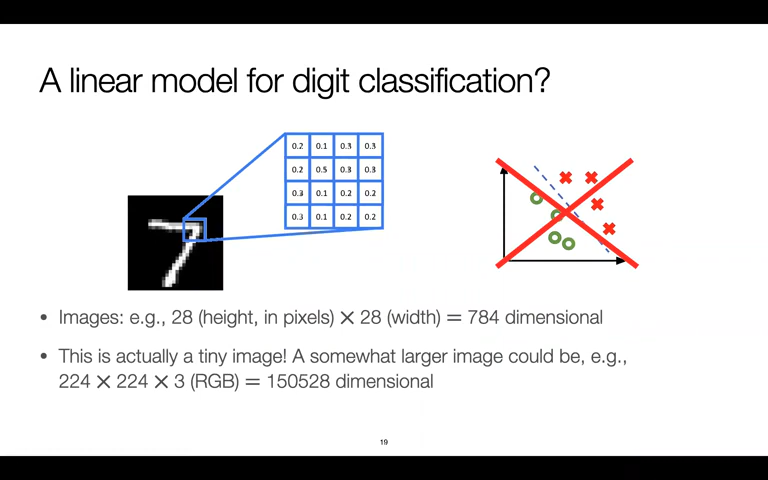 A linear model for digit classification?
0.2 0.1 0.3 0.3
0.2 0.5 0.3 0.3
0.3 0.1 0.2 0.2
0.3 0.1 0.2 0.2
• Images: e.g., 28 (height, in pixels) × 28 (width) = 784 dimensional
• This is actually a tiny image! A somewhat larger image could be, e.g.,
224 × 224 × 3 (RGB) = 150528 dimensional
19